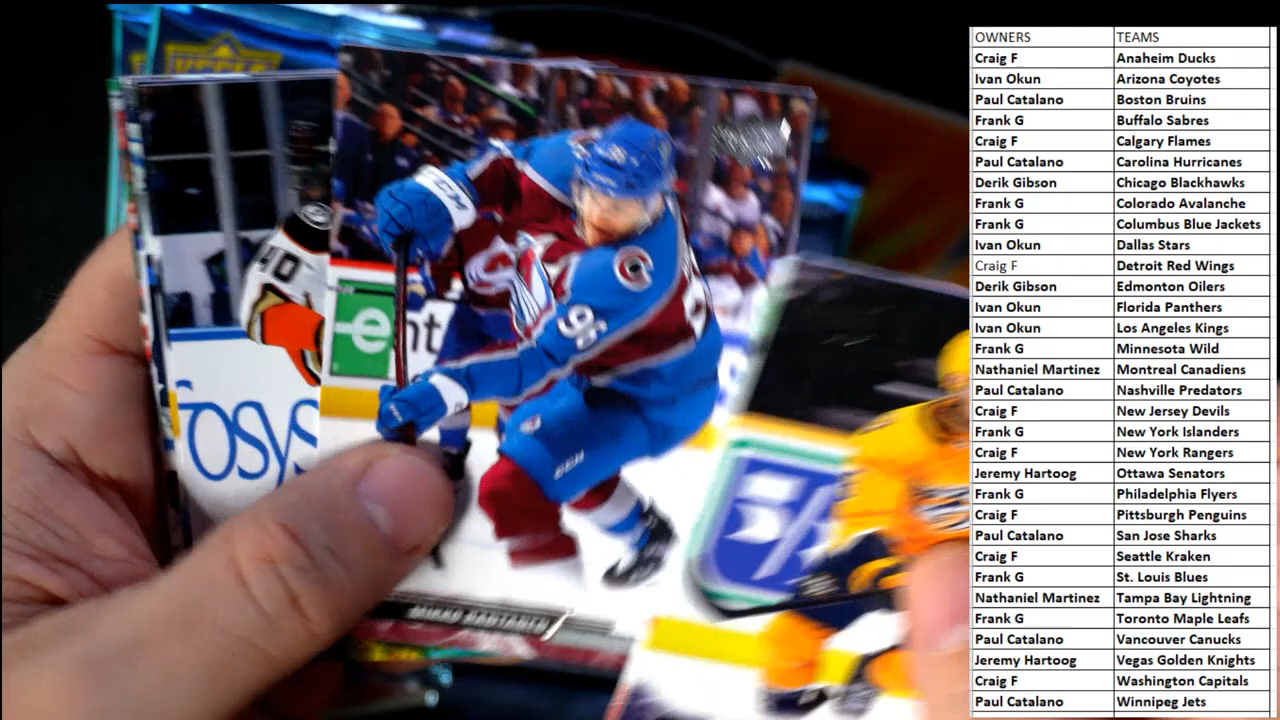 OWNERS TEAMS
Craig F Anaheim Ducks
Ivan Okun Arizona Coyotes
Paul Catalano Boston Bruins
Frank G Buffalo Sabres
Craig F Calgary Flames
Paul Catalano Carolina Hurricanes
Derik Gibson Chicago Blackhawks
Frank G Colorado Avalanche
Frank G Columbus Blue Jackets
Ivan Okun Dallas Stars
Craig F Detroit Red Wings
Derik Gibson Edmonton Oilers
Ivan Okun Florida Panthers
Ivan Okun Los Angeles Kings
Frank G Minnesota Wild
Nathaniel Martinez Montreal Canadiens
Paul Catalano Nashville Predators
Craig F New Jersey Devils
Frank G New York Islanders
Craig F New York Rangers
Jeremy Hartoog Ottawa Senators
Frank G Philadelphia Flyers
Craig F Pittsburgh Penguins
Paul Catalano San Jose Sharks
Craig F Seattle Kraken
Frank G St. Louis Blues
Nathaniel Martinez Tampa Bay Lightning
Frank G Toronto Maple Leafs
Paul Catalano Vancouver Canucks
Jeremy Hartoog Vegas Golden Knights
Craig F Washington Capitals
Paul Catalano Winnipeg Jets
40
96
ent
osys
CCM
MIKKO RANTANEN